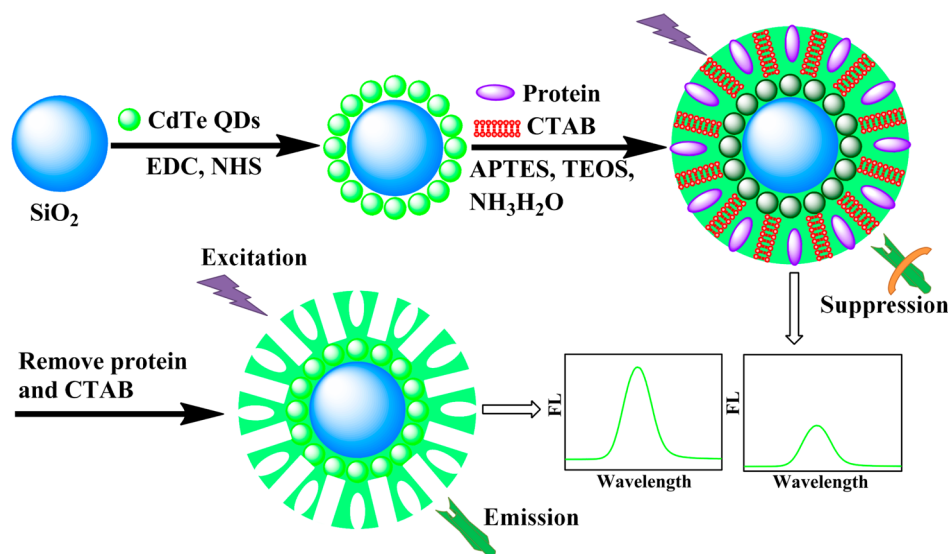 CdTe QDs
EDC, NHS
SiO₂
Protein
CTAB
APTES, TEOS,
NH₃H₂O
Suppression
Excitation
Remove protein
and CTAB
Emission
FL
Wavelength
FL
Wavelength